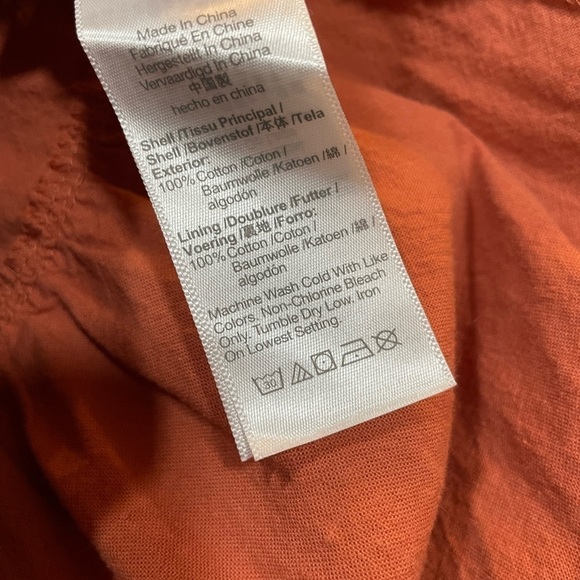 Made In China
Fabriqué En Chine
Hergestellt In China
Vervaardigd In China
中国製
hecho en china
Shell /Tissu Principal /
Shell /Bovenstof /本体 /Tela
Exterior:
100% Cotton /Coton /
Baumwolle /Katoen /綿 /
algodón
Lining /Doublure /Futter /
Voering /裏地 /Forro:
100% Cotton /Coton /
Baumwolle /Katoen /綿 /
algodón
Machine Wash Cold With Like
Colors. Non-Chlorine Bleach
Only. Tumble Dry Low. Iron
On Lowest Setting.
30